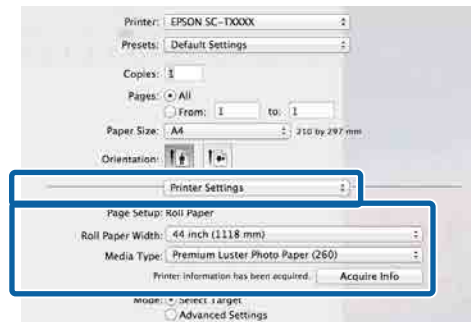 Printer: EPSON SC-TXXXX
Presets: Default Settings
Copies: 1
Pages: All
From: 1 to: 1
Paper Size: A4 210 by 297 mm
Orientation:
Printer Settings
Page Setup: Roll Paper
Roll Paper Width: 44 inch (1118 mm)
Media Type: Premium Luster Photo Paper (260)
Printer information has been acquired. Acquire Info
Mode: Select Target
Advanced Settings